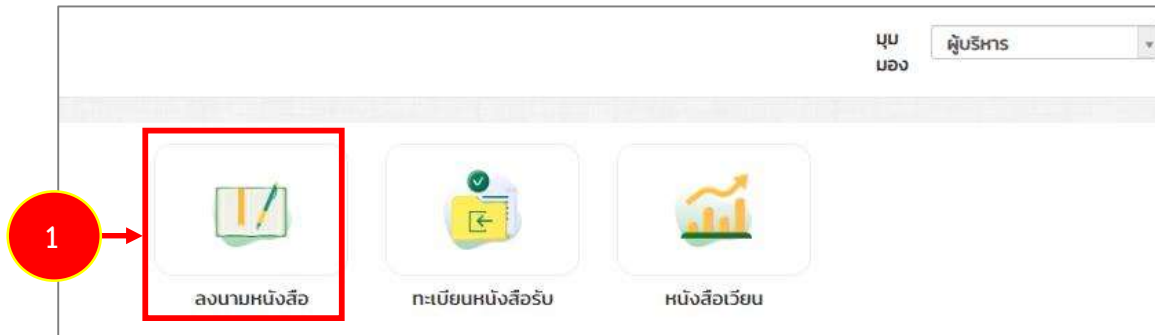 มุม
มอง
ผู้บริหาร
1
ลงนามหนังสือ
ทะเบียนหนังสือรับ
หนังสือเวียน